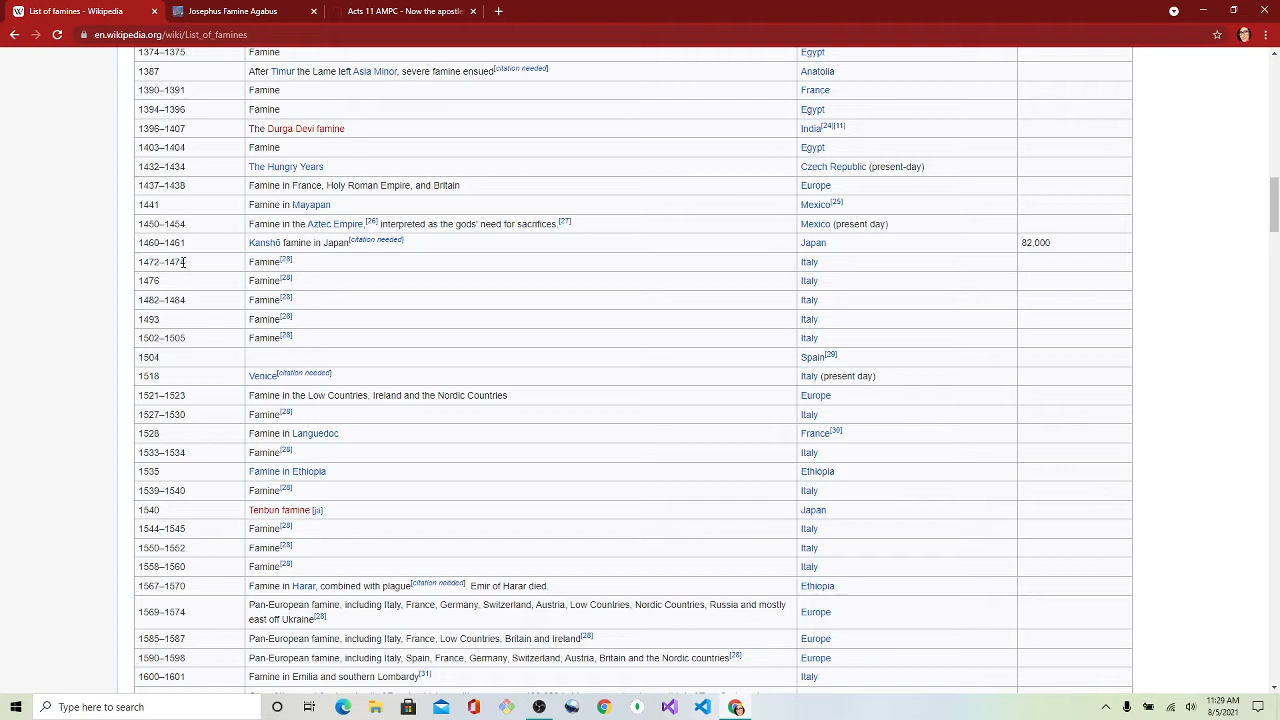 List of famines - Wikipedia
Josephus Famine Agabus
Acts 11 AMPC - Now the apostle
en.wikipedia.org/wiki/List_of_famines
1374–1375 Famine Egypt
1387 After Timur the Lame left Asia Minor, severe famine ensued[citation needed] Anatolia
1390–1391 Famine France
1394–1396 Famine Egypt
1396–1407 The Durga Devi famine India[24][11]
1403–1404 Famine Egypt
1432–1434 The Hungry Years Czech Republic (present-day)
1437–1438 Famine in France, Holy Roman Empire, and Britain Europe
1441 Famine in Mayapan Mexico[25]
1450–1454 Famine in the Aztec Empire,[26] interpreted as the gods' need for sacrifices.[27] Mexico (present day)
1460–1461 Kanshō famine in Japan[citation needed] Japan 82,000
1472–1474 Famine[28] Italy
1476 Famine[28] Italy
1482–1484 Famine[28] Italy
1493 Famine[28] Italy
1502–1505 Famine[28] Italy
1504 Spain[29]
1518 Venice[citation needed] Italy (present day)
1521–1523 Famine in the Low Countries, Ireland and the Nordic Countries Europe
1527–1530 Famine[28] Italy
1528 Famine in Languedoc France[30]
1533–1534 Famine[28] Italy
1535 Famine in Ethiopia Ethiopia
1539–1540 Famine[28] Italy
1540 Tenbun famine [ja] Japan
1544–1545 Famine[28] Italy
1550–1552 Famine[28] Italy
1558–1560 Famine[28] Italy
1567–1570 Famine in Harar, combined with plague[citation needed]. Emir of Harar died. Ethiopia
1569–1574 Pan-European famine, including Italy, France, Germany, Switzerland, Austria, Low Countries, Nordic Countries, Russia and mostly
east off Ukraine[28] Europe
1585–1587 Pan-European famine, including Italy, France, Low Countries, Britain and Ireland[28] Europe
1590–1598 Pan-European famine, including Italy, Spain, France, Germany, Switzerland, Austria, Britain and the Nordic countries[28] Europe
1600–1601 Famine in Emilia and southern Lombardy[31] Italy
Type here to search
11:29 AM
8/5/2021